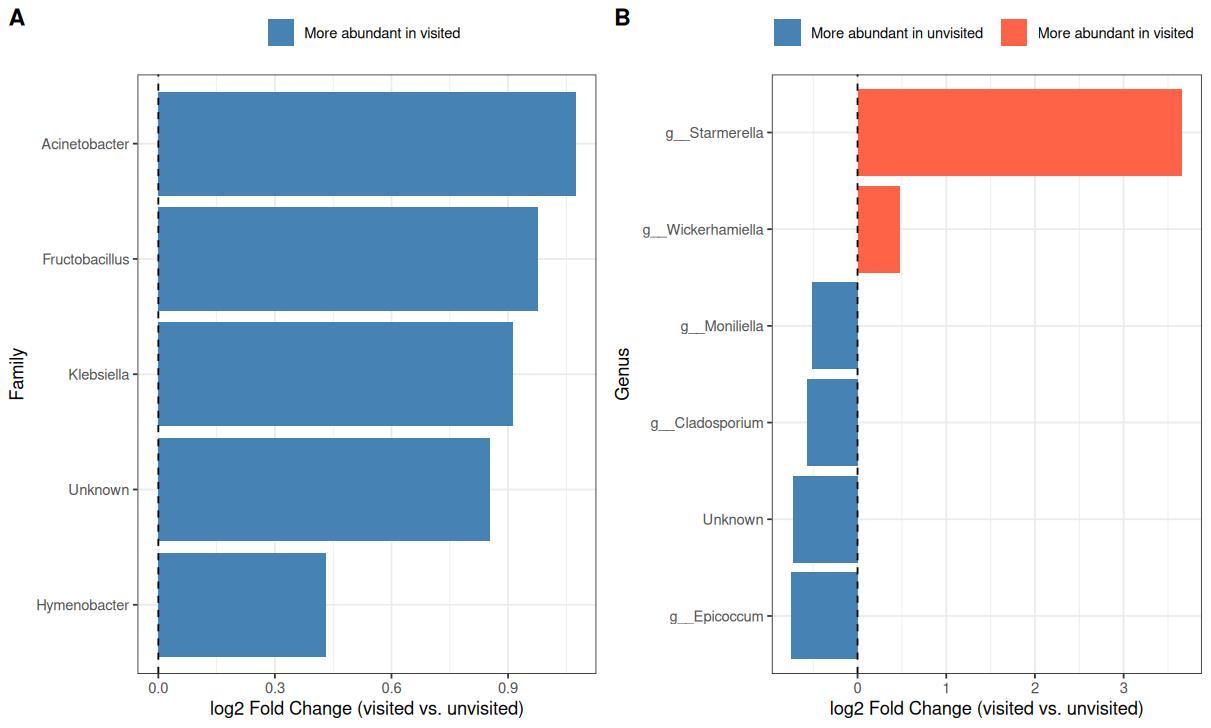 A
More abundant in visited
Family
Acinetobacter
Fructobacillus
Klebsiella
Unknown
Hymenobacter
0.0 0.3 0.6 0.9
log2 Fold Change (visited vs. unvisited)
B
More abundant in unvisited More abundant in visited
Genus
g__Starmerella
g__Wickerhamiella
g__Moniliella
g__Cladosporium
Unknown
g__Epicoccum
0 1 2 3
log2 Fold Change (visited vs. unvisited)